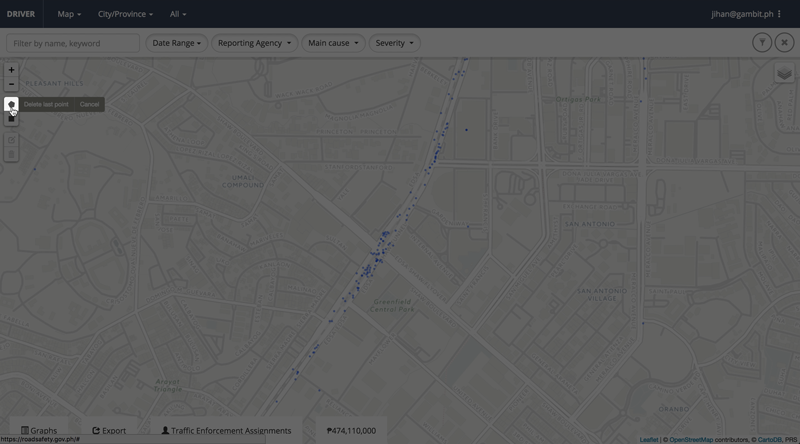 DRIVER
Map
City/Province
All
jihan@gambit.ph
Filter by name, keyword
Date Range
Reporting Agency
Main cause
Severity
+
−
PLEASANT HILLS
Delete last point
Cancel
Ortigas Park
UMALI
COMPOUND
SAN ANTONIO
SAN ANTONIO
VILLAGE
Greenfield
Central Park
Arayat
Triangle
ORANBO
Graphs
Export
Traffic Enforcement Assignments
₱474,110,000
https://roadsafety.gov.ph/#
Leaflet | © OpenStreetMap contributors, © CartoDB, PRS